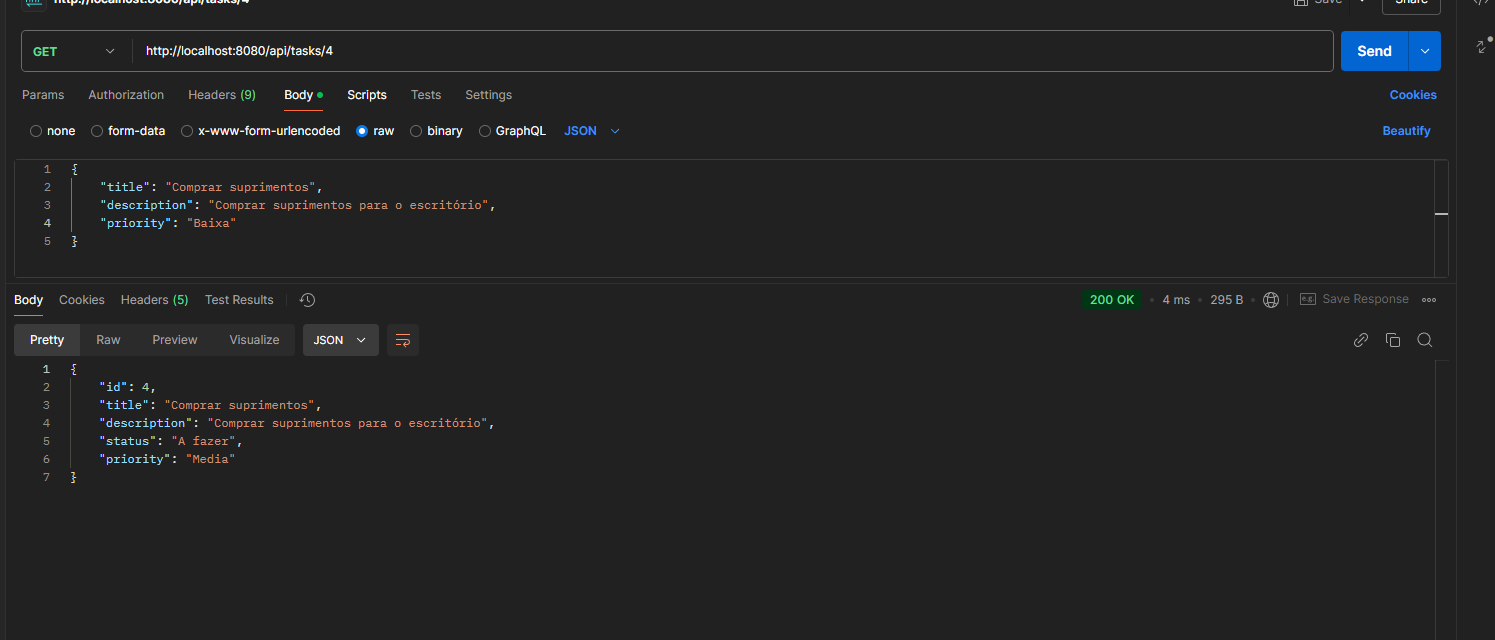 http://localhost:8080/api/tasks/4 Save Share
GET http://localhost:8080/api/tasks/4 Send
Params Authorization Headers (9) Body Scripts Tests Settings Cookies
none form-data x-www-form-urlencoded raw binary GraphQL JSON Beautify
1 {
2 "title": "Comprar suprimentos",
3 "description": "Comprar suprimentos para o escritório",
4 "priority": "Baixa"
5 }
Body Cookies Headers (5) Test Results 200 OK 4 ms 295 B e.g. Save Response
Pretty Raw Preview Visualize JSON
1 {
2 "id": 4,
3 "title": "Comprar suprimentos",
4 "description": "Comprar suprimentos para o escritório",
5 "status": "A fazer",
6 "priority": "Media"
7 }